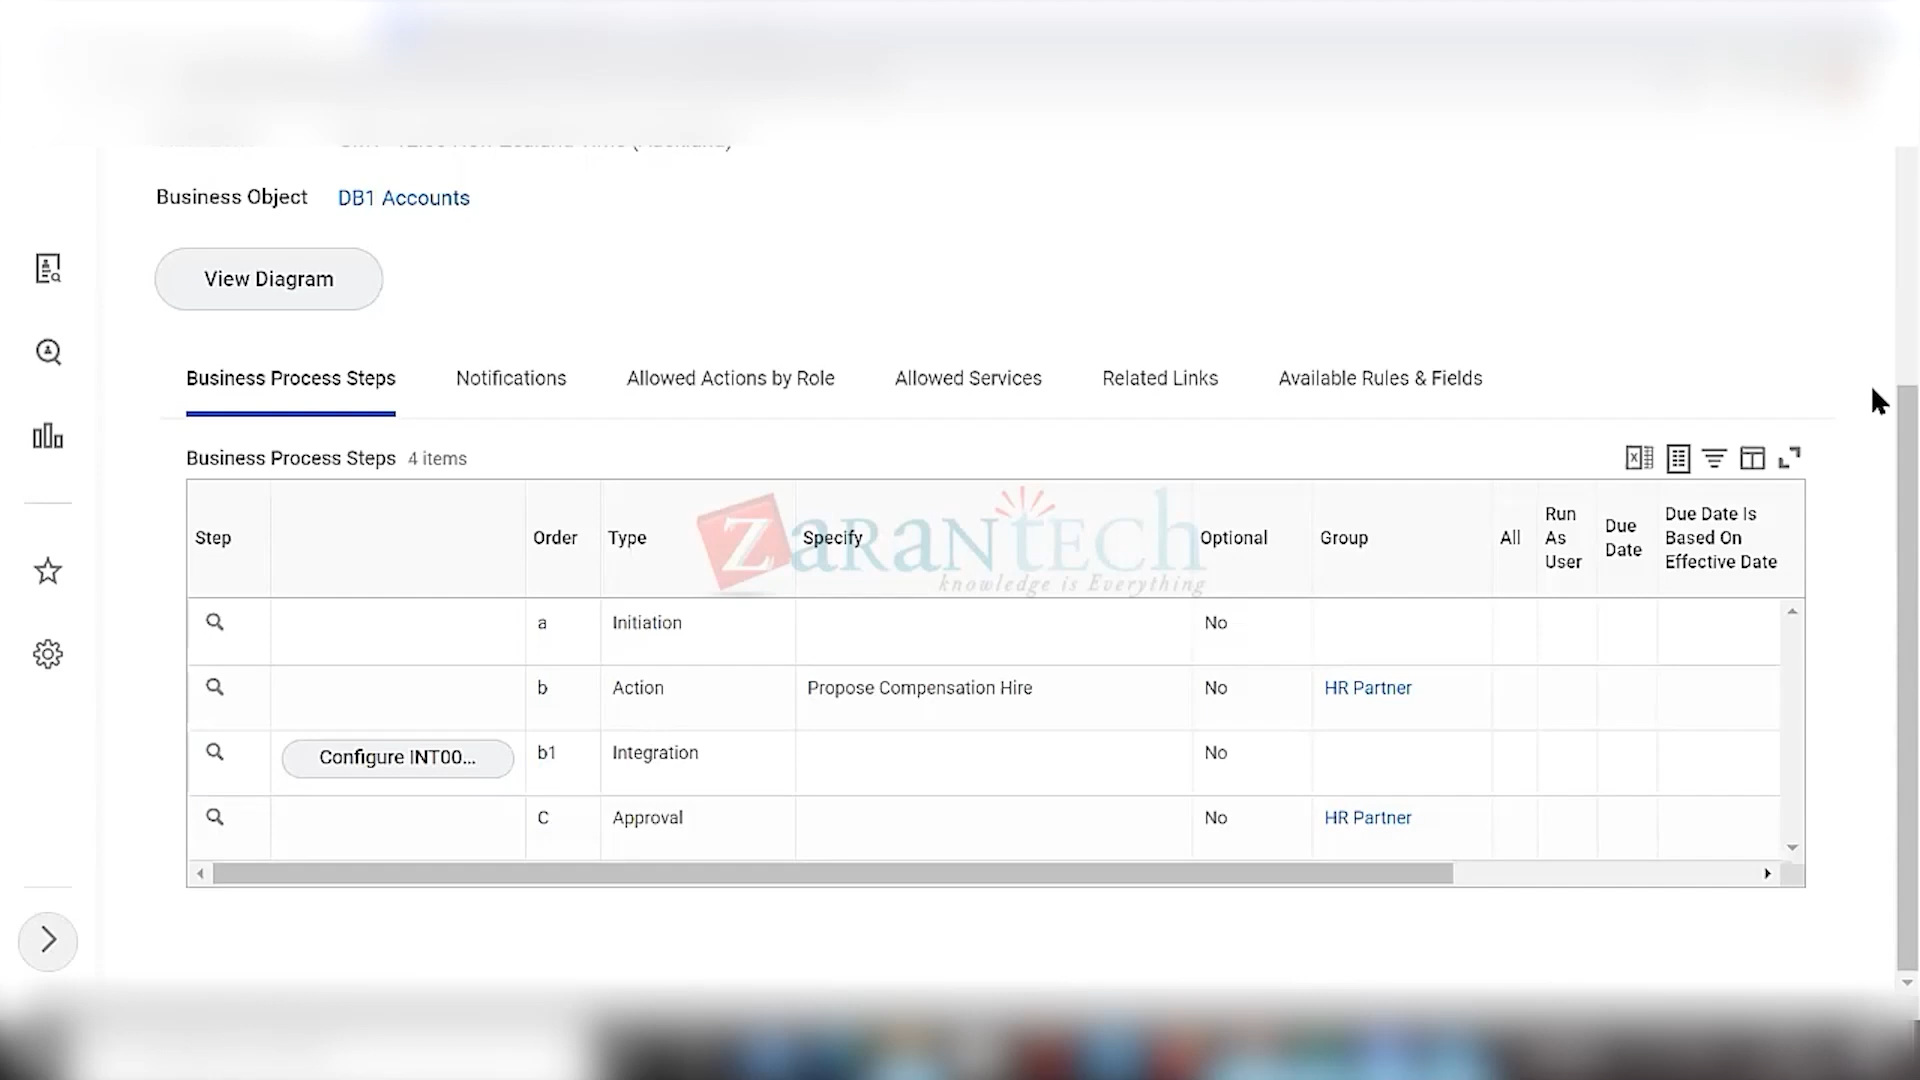 Business Object DB1 Accounts
View Diagram
Business Process Steps Notifications Allowed Actions by Role Allowed Services Related Links Available Rules & Fields
Business Process Steps 4 items
Step Order Type Specify Optional Group All Run As User Due Date Due Date Is Based On Effective Date
ZARANTECH
knowledge is Everything
a Initiation No
b Action Propose Compensation Hire No HR Partner
Configure INT00... b1 Integration No
C Approval No HR Partner